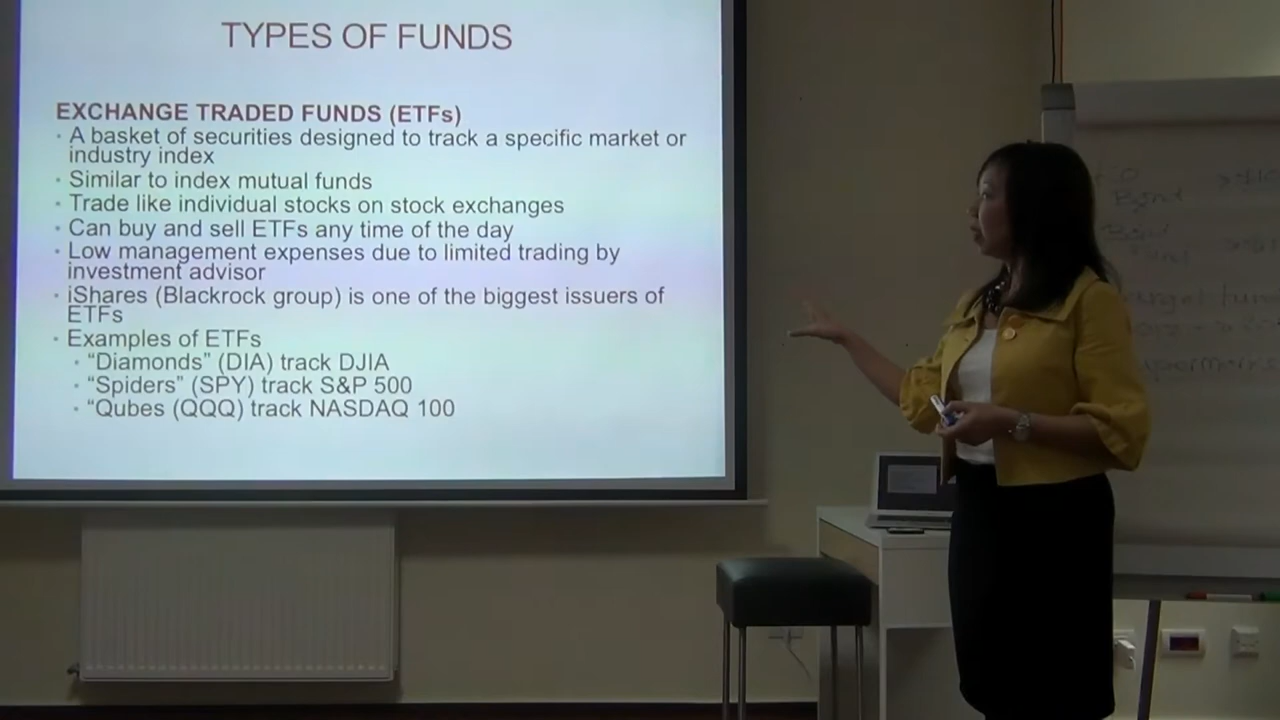 TYPES OF FUNDS
EXCHANGE TRADED FUNDS (ETFs)
• A basket of securities designed to track a specific market or
industry index
• Similar to index mutual funds
• Trade like individual stocks on stock exchanges
• Can buy and sell ETFs any time of the day
• Low management expenses due to limited trading by
investment advisor
• iShares (Blackrock group) is one of the biggest issuers of
ETFs
• Examples of ETFs
• “Diamonds” (DIA) track DJIA
• “Spiders” (SPY) track S&P 500
• “Qubes (QQQ) track NASDAQ 100
Bond